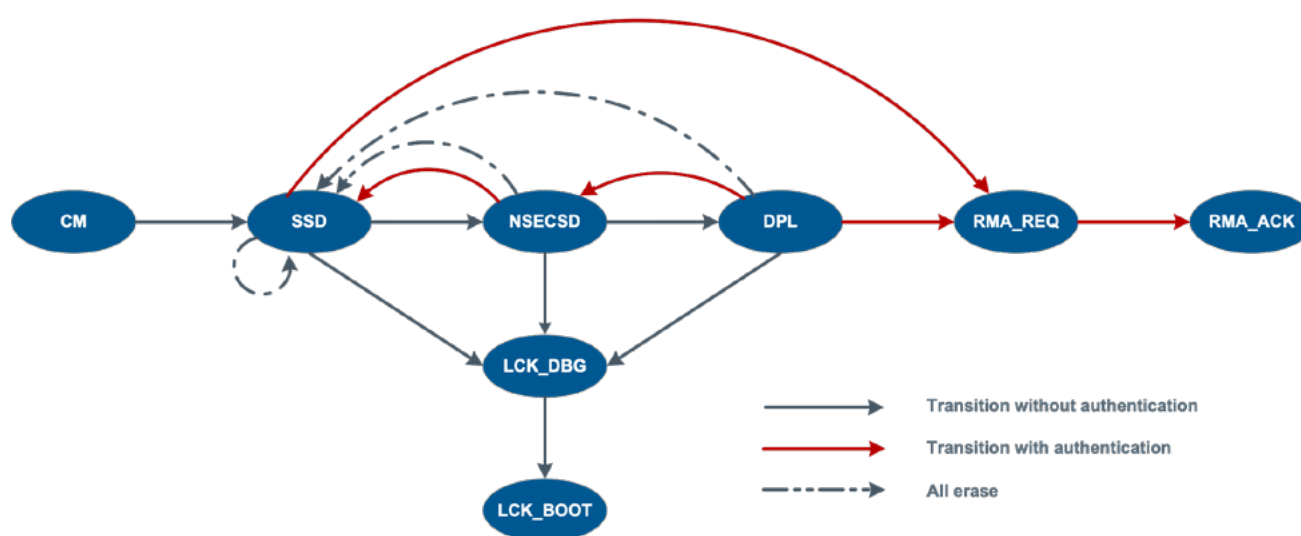 CM
SSD
NSECSD
DPL
RMA_REQ
RMA_ACK
LCK_DBG
LCK_BOOT
Transition without authentication
Transition with authentication
All erase